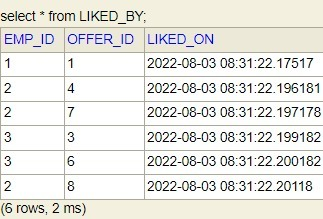 select * from LIKED_BY;
EMP_ID OFFER_ID LIKED_ON
1 1 2022-08-03 08:31:22.17517
2 4 2022-08-03 08:31:22.196181
2 7 2022-08-03 08:31:22.197178
3 3 2022-08-03 08:31:22.199182
3 6 2022-08-03 08:31:22.200182
2 8 2022-08-03 08:31:22.20118
(6 rows, 2 ms)